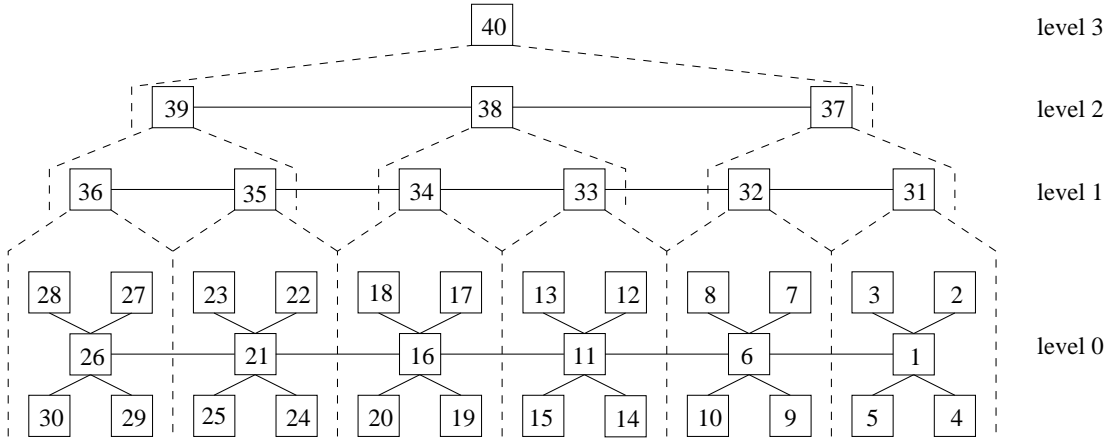 40 level 3
39 38 37 level 2
36 35 34 33 32 31 level 1
28 27 23 22 18 17 13 12 8 7 3 2
26 21 16 11 6 1 level 0
30 29 25 24 20 19 15 14 10 9 5 4